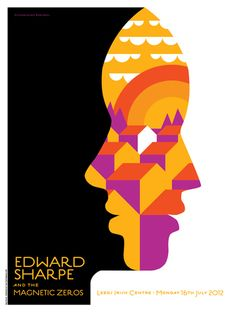 EDWARD
SHARPE
AND THE
MAGNETIC ZEROS
LEEDS IRISH CENTRE · MONDAY 16TH JULY 2012